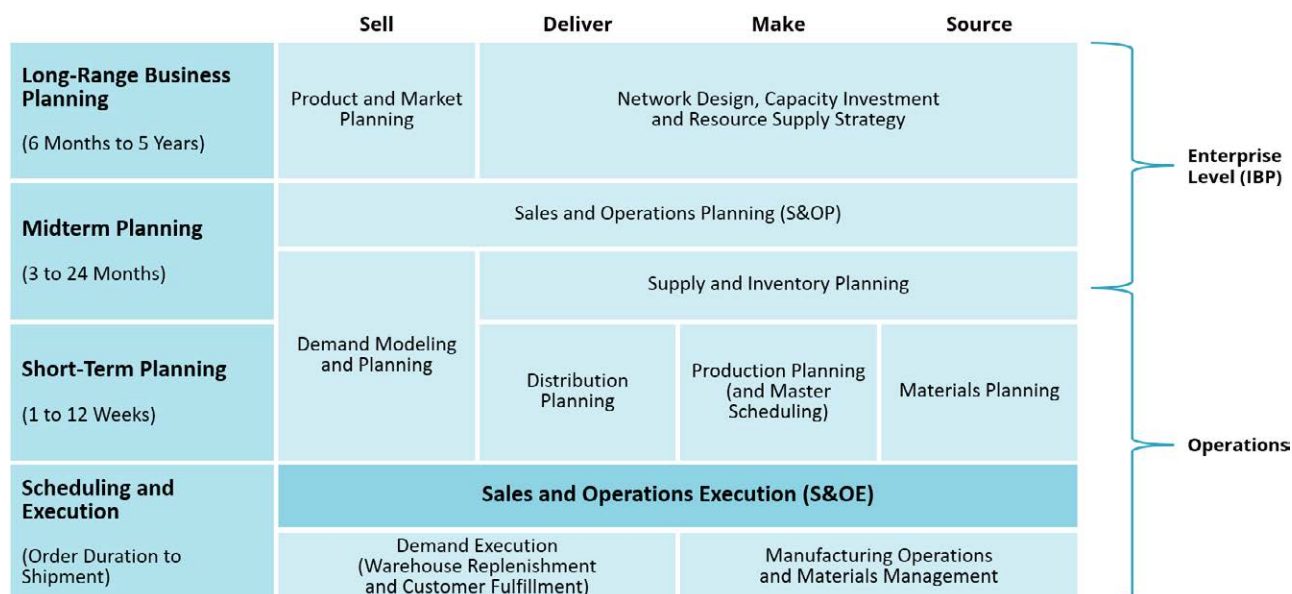 Sell
Deliver
Make
Source
Long-Range Business
Planning
(6 Months to 5 Years)
Product and Market
Planning
Network Design, Capacity Investment
and Resource Supply Strategy
Enterprise
Level (IBP)
Midterm Planning
(3 to 24 Months)
Sales and Operations Planning (S&OP)
Supply and Inventory Planning
Demand Modeling
and Planning
Short-Term Planning
(1 to 12 Weeks)
Distribution
Planning
Production Planning
(and Master
Scheduling)
Materials Planning
Operations
Scheduling and
Execution
(Order Duration to
Shipment)
Sales and Operations Execution (S&OE)
Demand Execution
(Warehouse Replenishment
and Customer Fulfillment)
Manufacturing Operations
and Materials Management